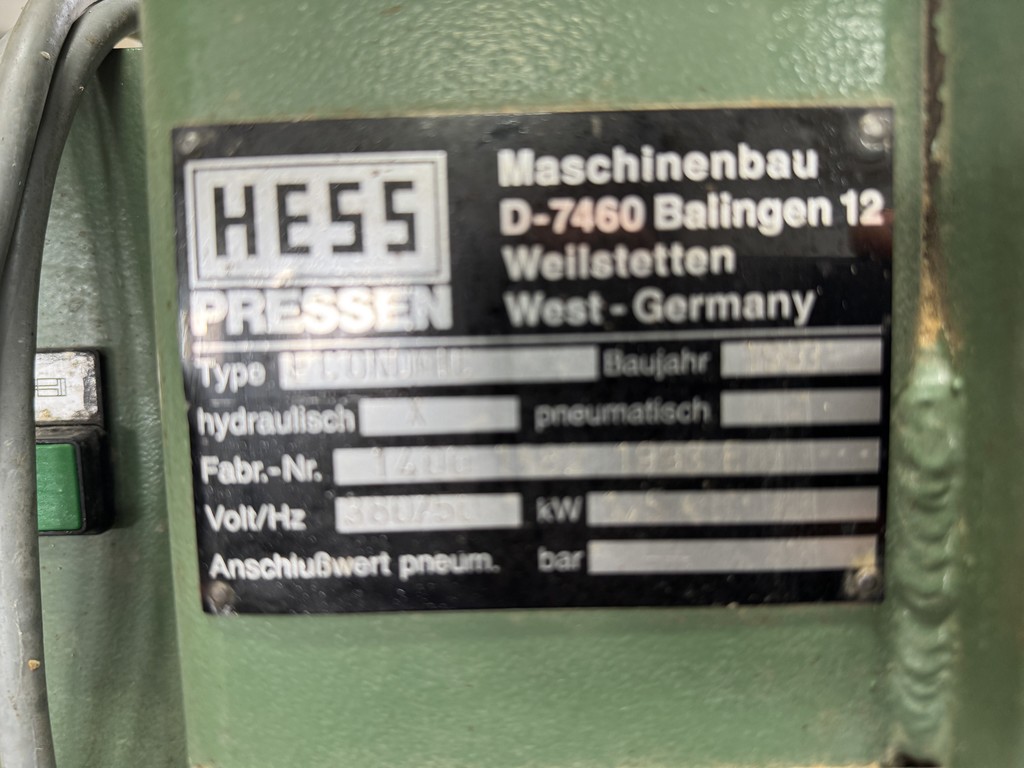 HESS
PRESSEN
Maschinenbau
D-7460 Balingen 12
Weilstetten
West-Germany
Type
Baujahr
hydraulisch X pneumatisch
Fabr.-Nr.
Volt/Hz kW
Anschlußwert pneum. bar